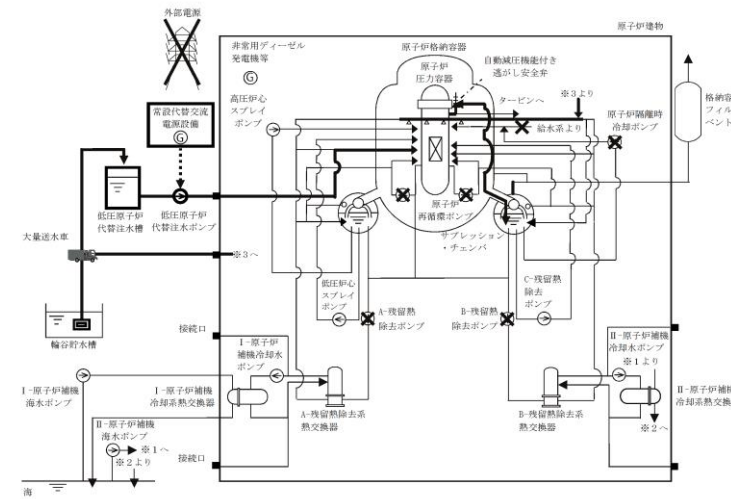 外部電源
原子炉建物
非常用ディーゼル
発電機等
G
原子炉格納容器
原子炉
圧力容器
自動減圧機能付き
逃がし安全弁
高圧炉心
スプレイ
ポンプ
タービンへ
※3より
給水系より
原子炉隔離時
冷却ポンプ
格納容
フィル
ベント
常設代替交流
電源設備
G
低圧原子炉
代替注水槽
低圧原子炉
代替注水ポンプ
原子炉
再循環ポンプ
サプレッション
・チェンバ
大量送水車
※3へ
低圧炉心
スプレイ
ポンプ
A-残留熱
除去ポンプ
B-残留熱
除去ポンプ
C-残留熱
除去
ポンプ
輪谷貯水槽
接続口
Ⅰ-原子炉
補機冷却水
ポンプ
Ⅱ-原子炉補機
冷却水ポンプ
※1より
Ⅰ-原子炉補機
海水ポンプ
Ⅰ-原子炉補機
冷却系熱交換器
A-残留熱除去系
熱交換器
B-残留熱除去系
熱交換器
Ⅱ-原子炉補機
冷却系熱交換
※2へ
Ⅱ-原子炉補機
海水ポンプ
※1へ
※2より
接続口
海